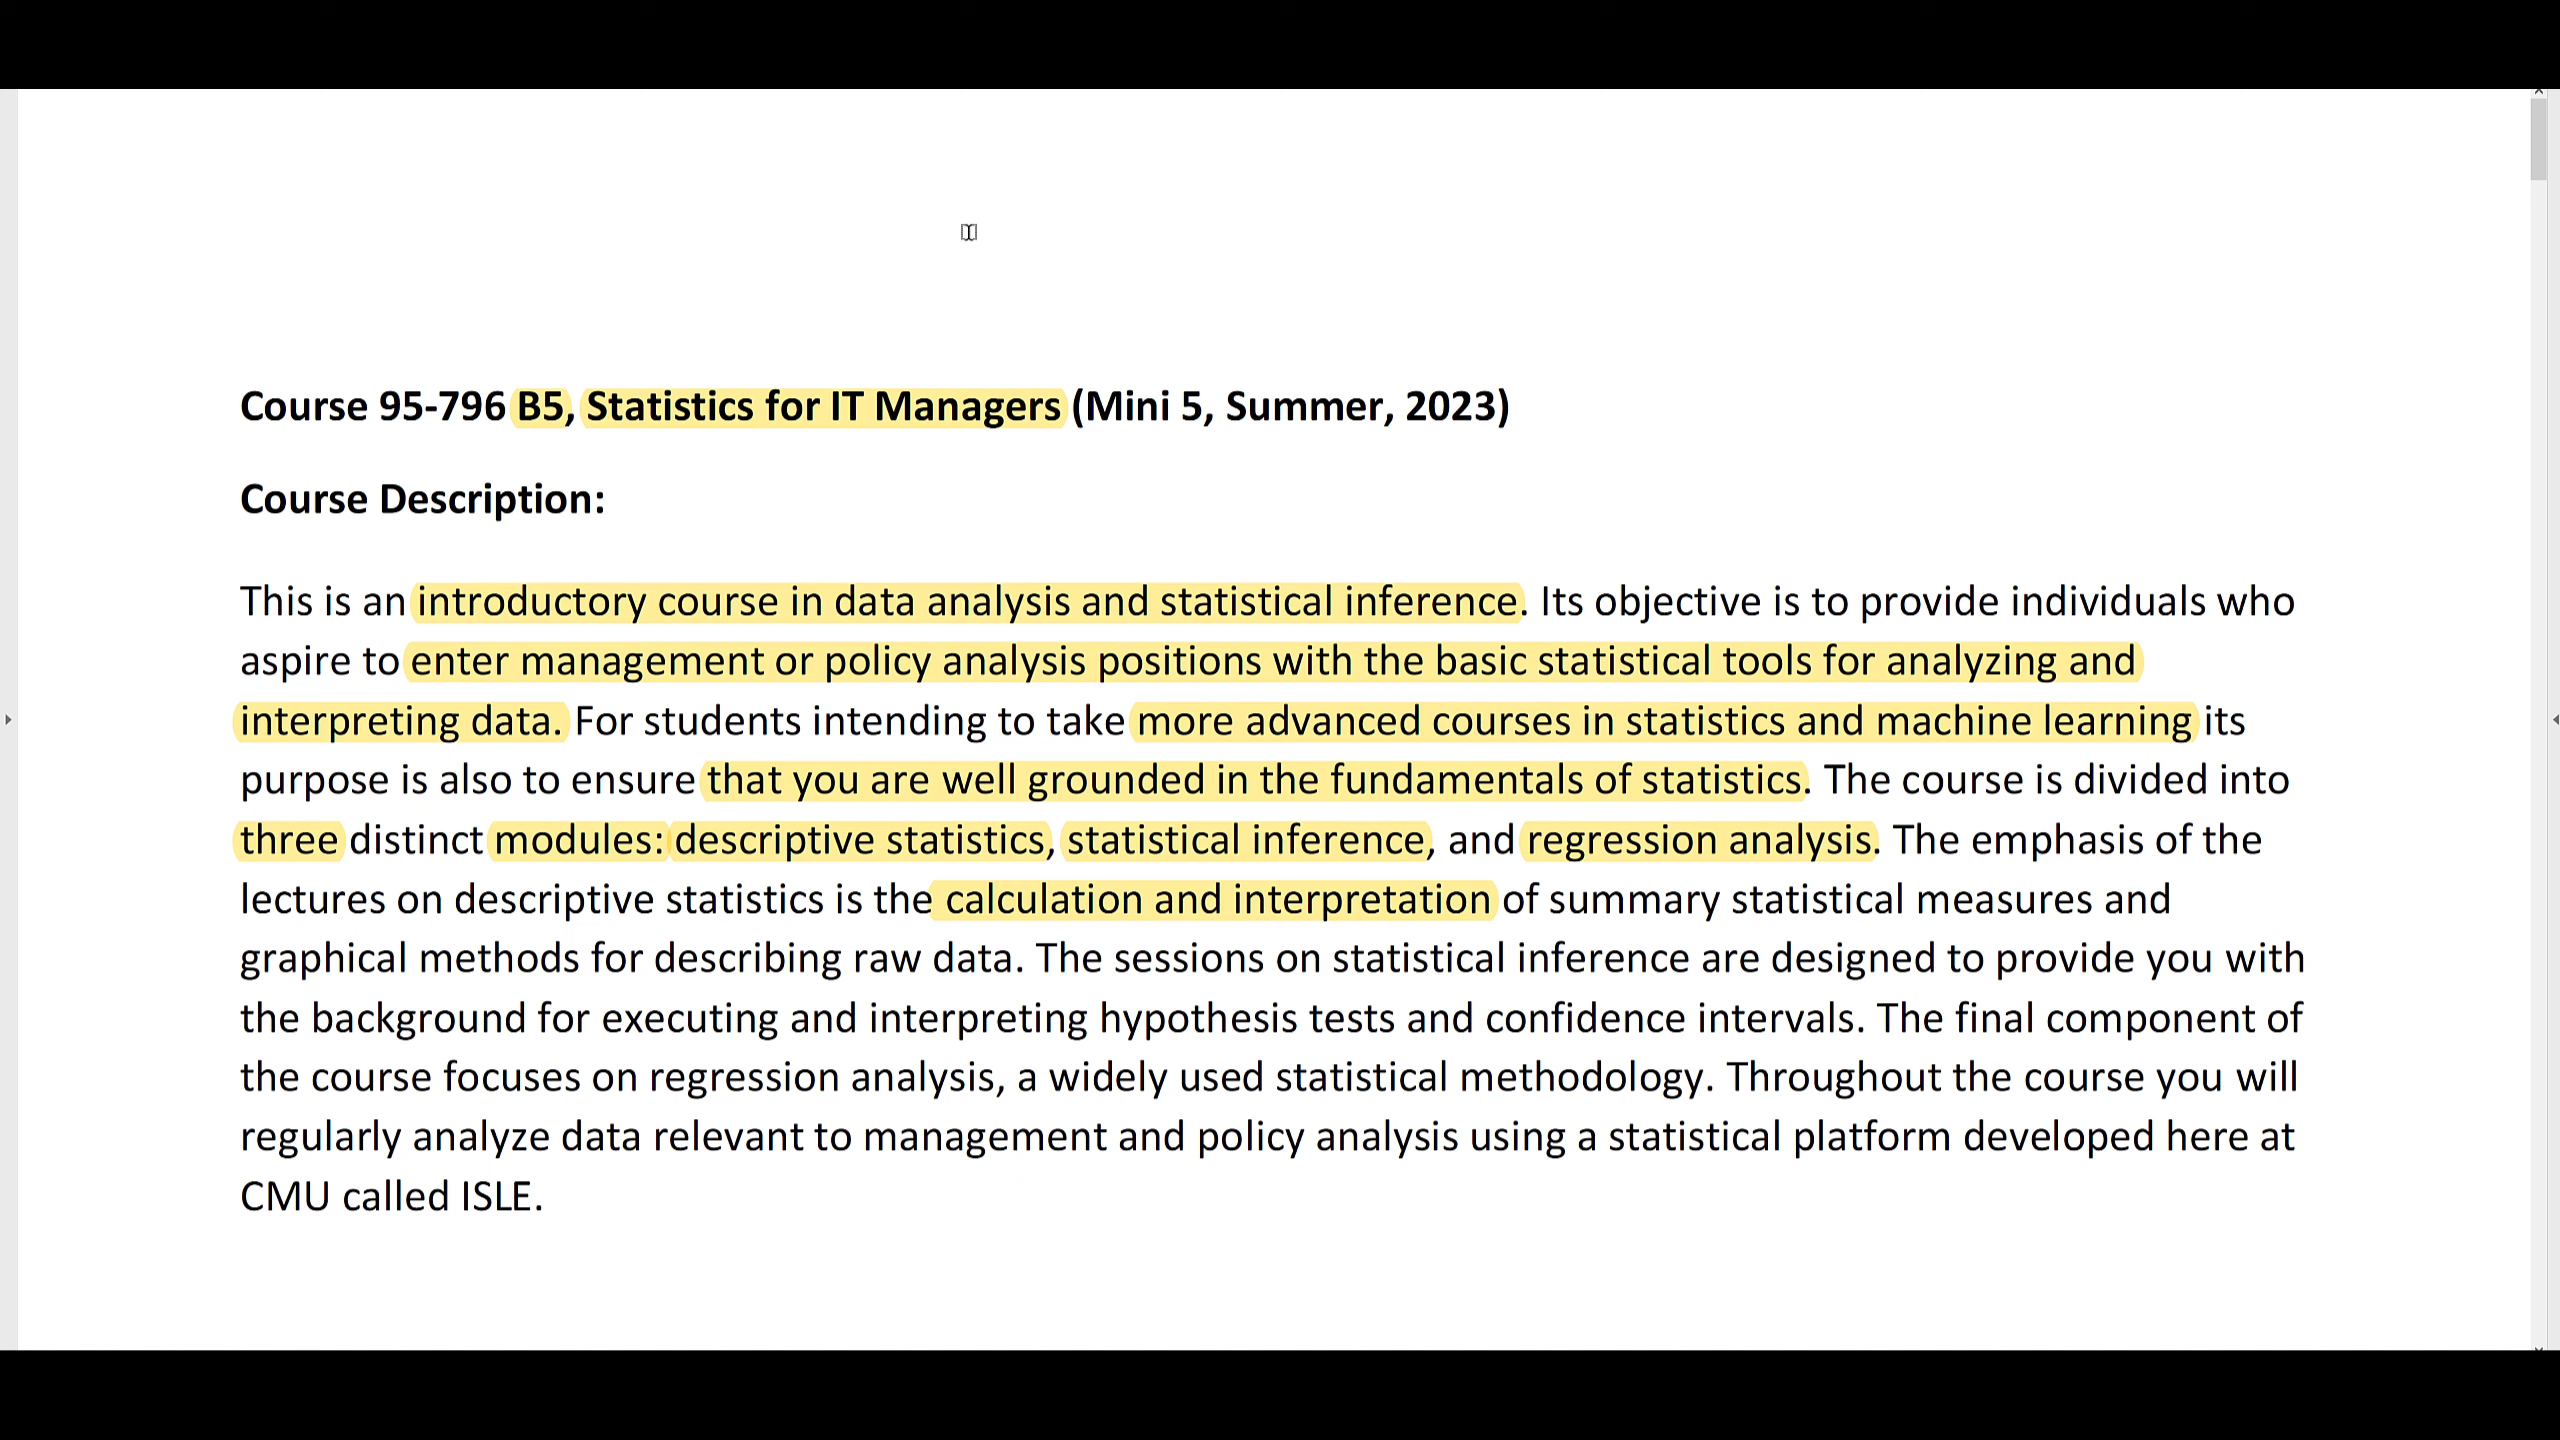 Course 95-796 B5, Statistics for IT Managers (Mini 5, Summer, 2023)
Course Description:
This is an introductory course in data analysis and statistical inference. Its objective is to provide individuals who
aspire to enter management or policy analysis positions with the basic statistical tools for analyzing and
interpreting data. For students intending to take more advanced courses in statistics and machine learning its
purpose is also to ensure that you are well grounded in the fundamentals of statistics. The course is divided into
three distinct modules: descriptive statistics, statistical inference, and regression analysis. The emphasis of the
lectures on descriptive statistics is the calculation and interpretation of summary statistical measures and
graphical methods for describing raw data. The sessions on statistical inference are designed to provide you with
the background for executing and interpreting hypothesis tests and confidence intervals. The final component of
the course focuses on regression analysis, a widely used statistical methodology. Throughout the course you will
regularly analyze data relevant to management and policy analysis using a statistical platform developed here at
CMU called ISLE.